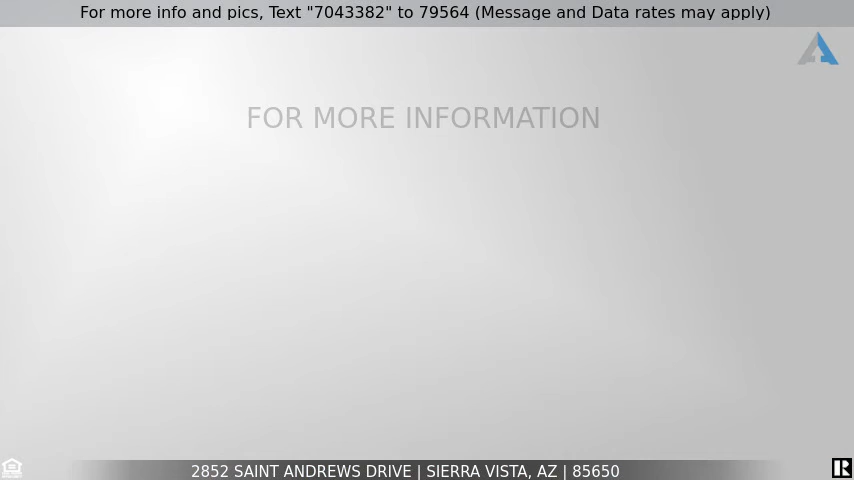 For more info and pics, Text "7043382" to 79564 (Message and Data rates may apply)
FOR MORE INFORMATION
2852 SAINT ANDREWS DRIVE | SIERRA VISTA, AZ | 85650